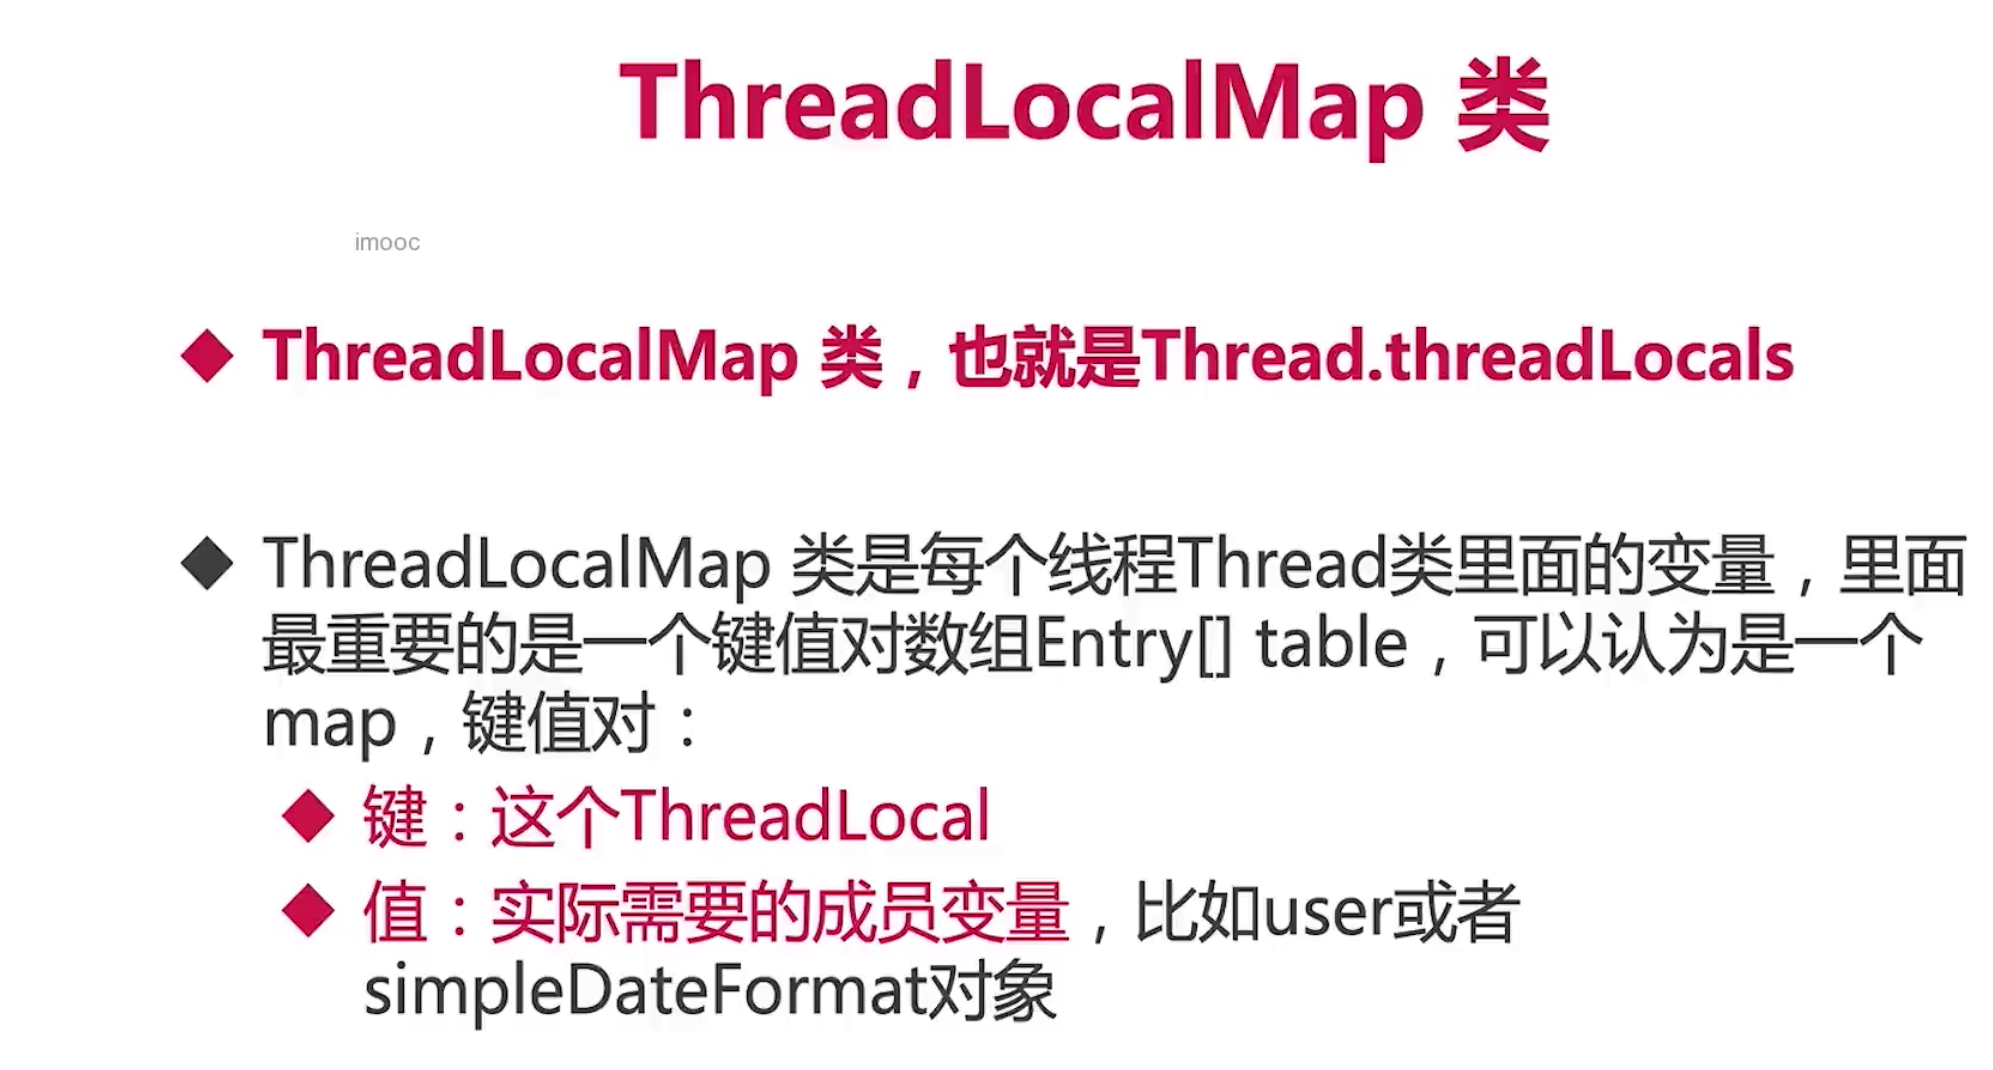 ThreadLocalMap 类
imooc
ThreadLocalMap 类，也就是Thread.threadLocals
ThreadLocalMap 类是每个线程Thread类里面的变量，里面
最重要的是一个键值对数组Entry[] table，可以认为是一个
map，键值对：
键：这个ThreadLocal
值：实际需要的成员变量，比如user或者
simpleDateFormat对象